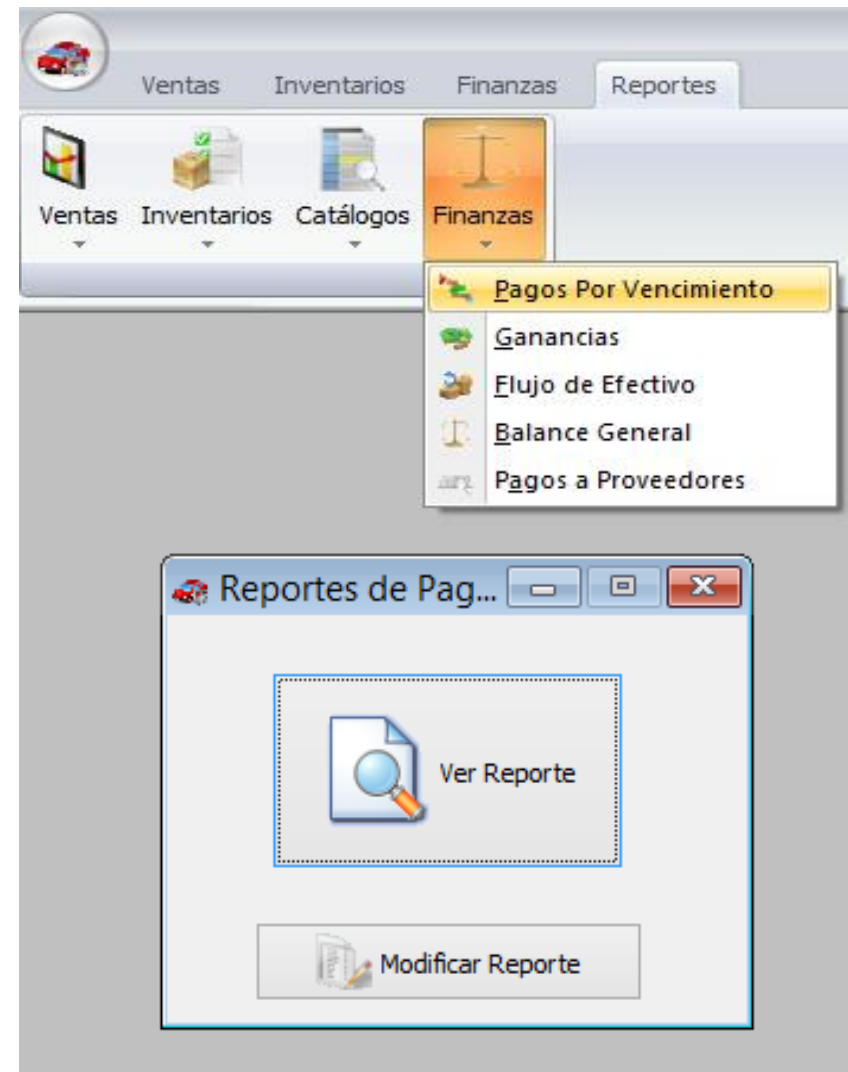 Ventas Inventarios Finanzas Reportes
Ventas Inventarios Catálogos Finanzas
Pagos Por Vencimiento
Ganancias
Flujo de Efectivo
Balance General
Pagos a Proveedores
Reportes de Pag...
Ver Reporte
Modificar Reporte